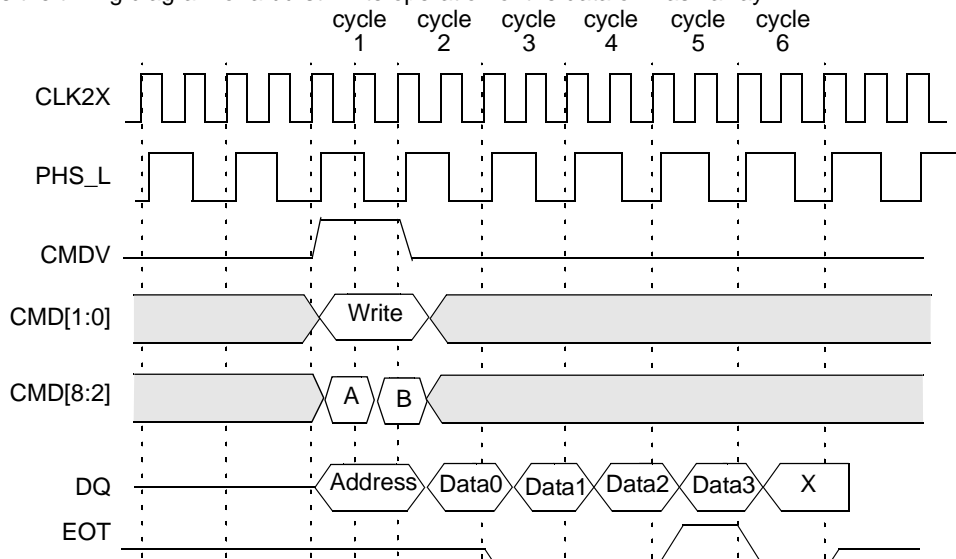 cycle cycle cycle cycle cycle cycle
1 2 3 4 5 6
CLK2X
PHS_L
CMDV
CMD[1:0] Write
CMD[8:2] A B
DQ Address Data0 Data1 Data2 Data3 X
EOT